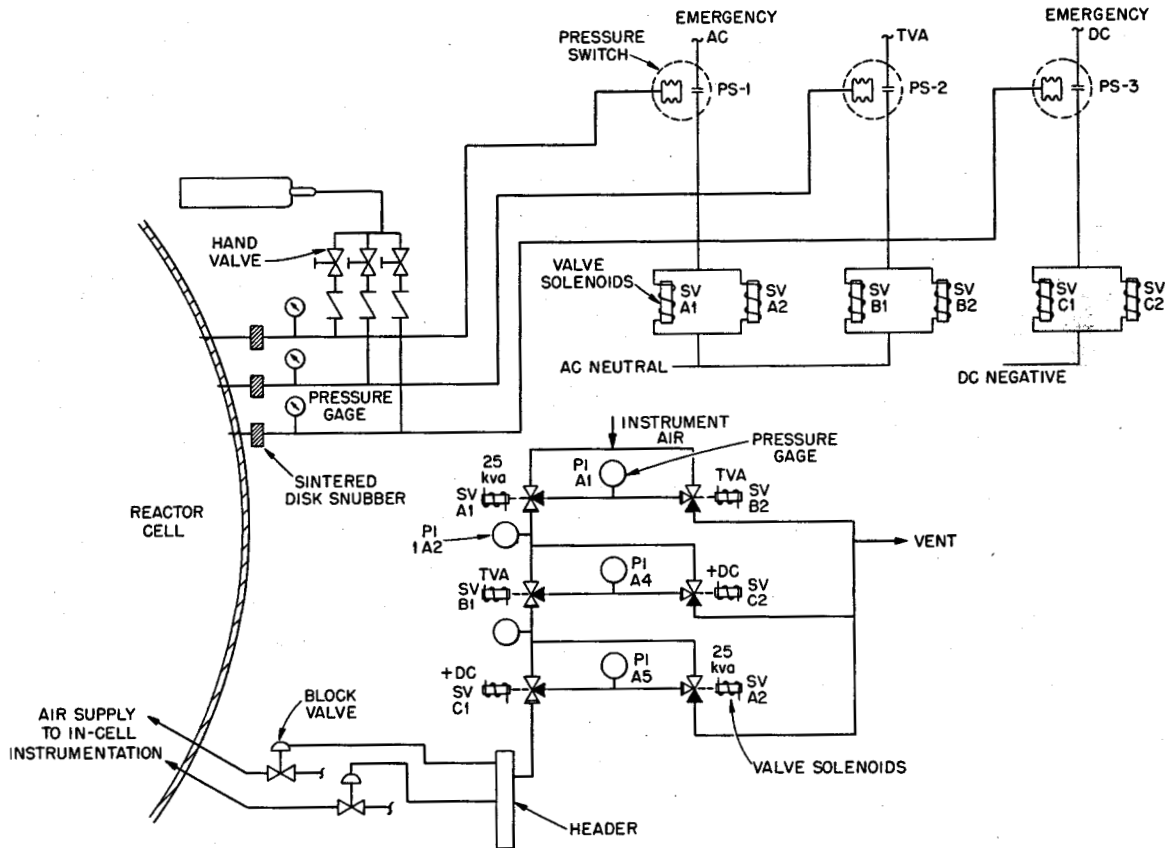 EMERGENCY
AC
PRESSURE
SWITCH
PS-1
TVA
PS-2
EMERGENCY
DC
PS-3
HAND
VALVE
VALVE
SOLENOIDS
SV
A1
SV
A2
SV
B1
SV
B2
SV
C1
SV
C2
AC NEUTRAL
DC NEGATIVE
PRESSURE
GAGE
SINTERED
DISK SNUBBER
REACTOR
CELL
INSTRUMENT
AIR
PRESSURE
GAGE
25
kva
SV
A1
PI
A1
TVA
SV
B2
PI
1A2
VENT
TVA
SV
B1
PI
A4
+DC
SV
C2
+DC
SV
C1
PI
A5
25
kva
SV
A2
BLOCK
VALVE
AIR SUPPLY
TO IN-CELL
INSTRUMENTATION
VALVE SOLENOIDS
HEADER